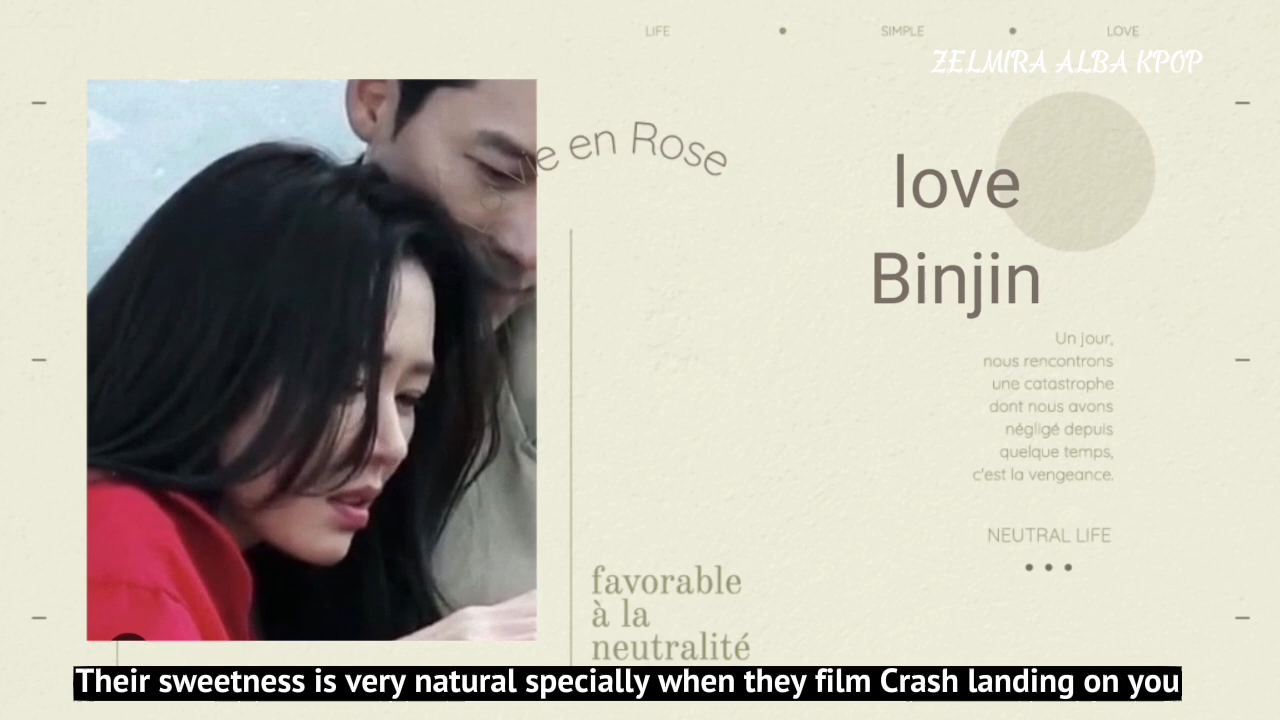 LIFE • SIMPLE • LOVE
ZELMIRA ALBA KPOP
La Vie en Rose
love
Binjin
Un jour,
nous rencontrons
une catastrophe
dont nous avons
négligé depuis
quelque temps,
c'est la vengeance.
NEUTRAL LIFE
favorable
à la
neutralité
Their sweetness is very natural specially when they film Crash landing on you